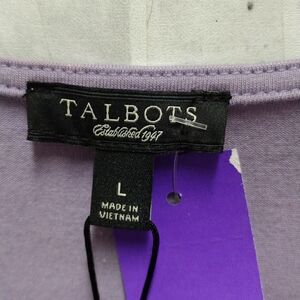 TALBOTS
Established 1947
L
MADE IN
VIETNAM